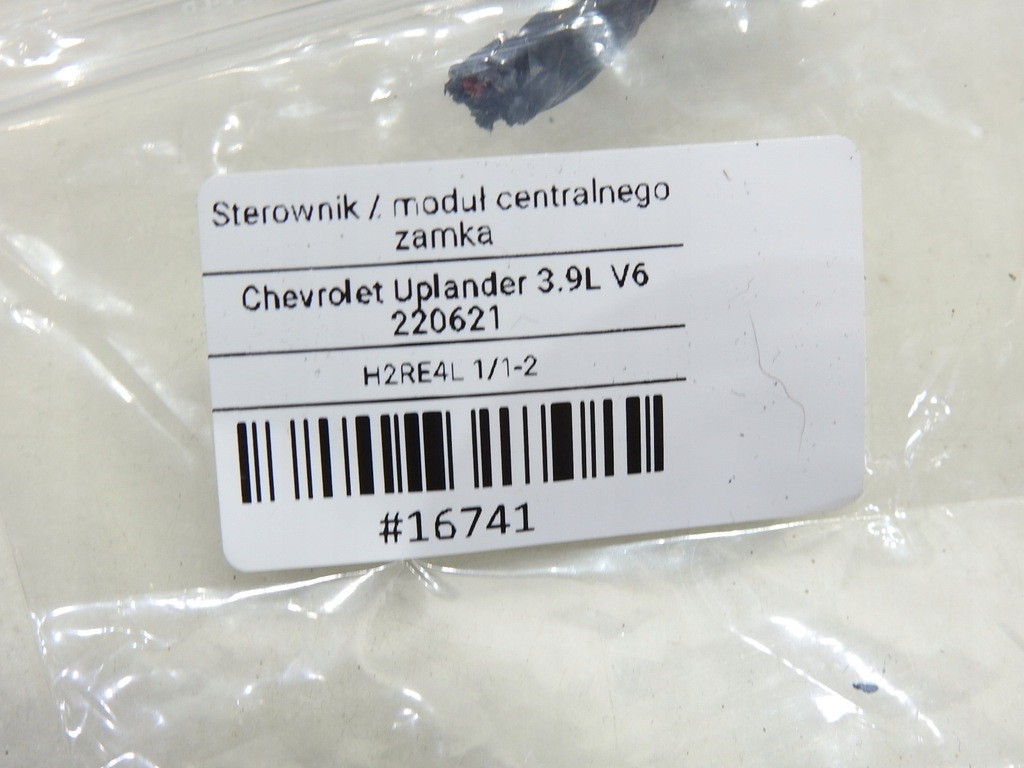 Sterownik / moduł centralnego
zamka
Chevrolet Uplander 3.9L V6
220621
H2RE4L 1/1-2
#16741